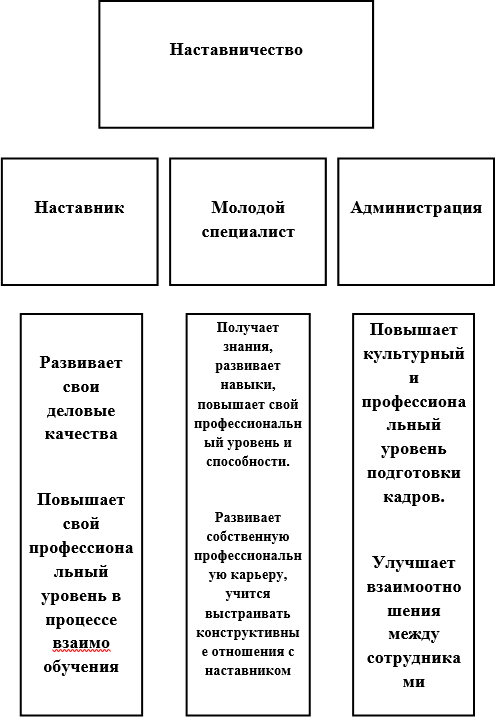 Наставничество
Наставник
Молодой
специалист
Администрация
Развивает
свои
деловые
качества
Повышает
свой
профессиона
льный
уровень в
процессе
взаимо
обучения
Получает
знания,
развивает
навыки,
повышает свой
профессиональн
ый уровень и
способности.
Развивает
собственную
профессиональн
ую карьеру,
учится
выстраивать
конструктивны
е отношения с
наставником
Повышает
культурный
и
профессиона
льный
уровень
подготовки
кадров.
Улучшает
взаимоотно
шения
между
сотрудника
ми